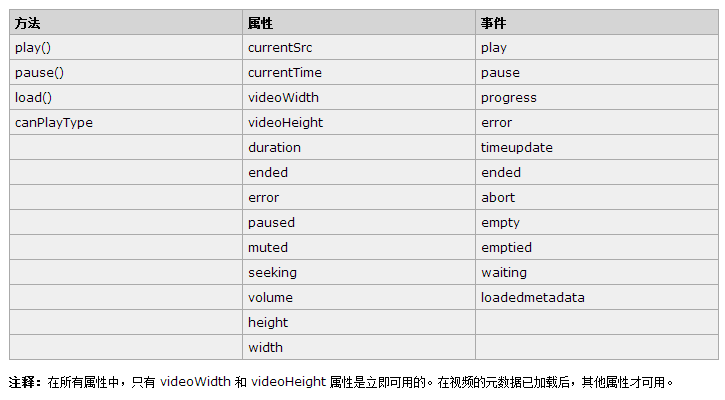 方法 属性 事件
play() currentSrc play
pause() currentTime pause
load() videoWidth progress
canPlayType videoHeight error
duration timeupdate
ended ended
error abort
paused empty
muted emptied
seeking waiting
volume loadedmetadata
height
width
注释：在所有属性中，只有 videoWidth 和 videoHeight 属性是立即可用的。在视频的元数据已加载后，其他属性才可用。